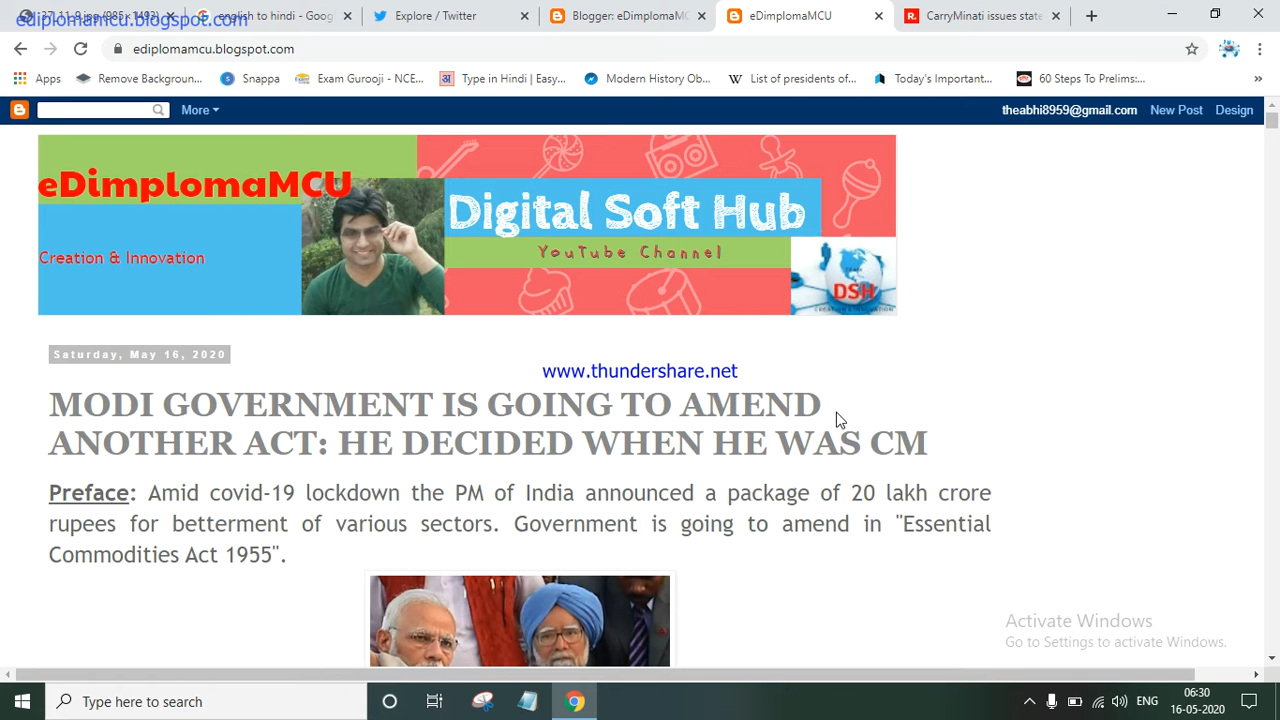 ediplomamcu.blogspot.com
english to hindi - Goog
Explore / Twitter
Blogger: eDimplomaMC
eDimplomaMCU
CarryMinati issues state
ediplomamcu.blogspot.com
Apps
Remove Backgroun...
Snappa
Exam Gurooji - NCE...
Type in Hindi | Easy...
Modern History Ob...
List of presidents of...
Today's Important...
60 Steps To Prelims:...
More
theabhi8959@gmail.com
New Post
Design
eDimplomaMCU
Digital Soft Hub
YouTube Channel
Creation & Innovation
DSH
Saturday, May 16, 2020
www.thundershare.net
MODI GOVERNMENT IS GOING TO AMEND
ANOTHER ACT: HE DECIDED WHEN HE WAS CM
Preface: Amid covid-19 lockdown the PM of India announced a package of 20 lakh crore
rupees for betterment of various sectors. Government is going to amend in "Essential
Commodities Act 1955".
Activate Windows
Go to Settings to activate Windows.
Type here to search
ENG
06:30
16-05-2020